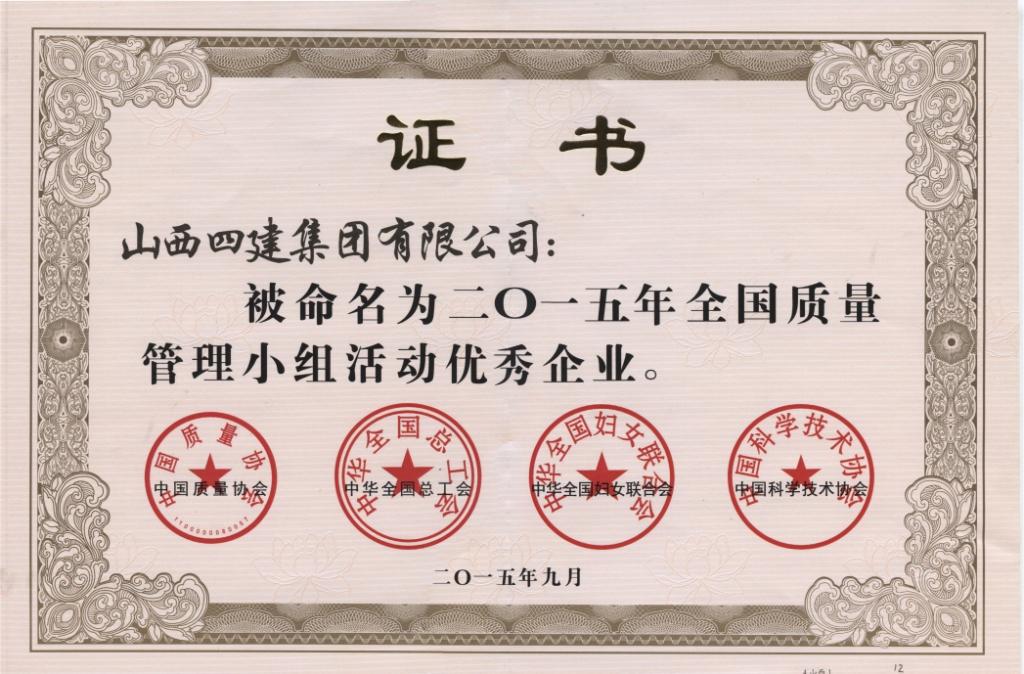 证 书
山西四建集团有限公司：
被命名为二〇一五年全国质量
管理小组活动优秀企业。
中国质量协会
中国质量协会
中华全国总工会
中华全国总工会
中华全国妇女联合会
中华全国妇女联合会
中国科学技术协会
中国科学技术协会
二〇一五年九月
12